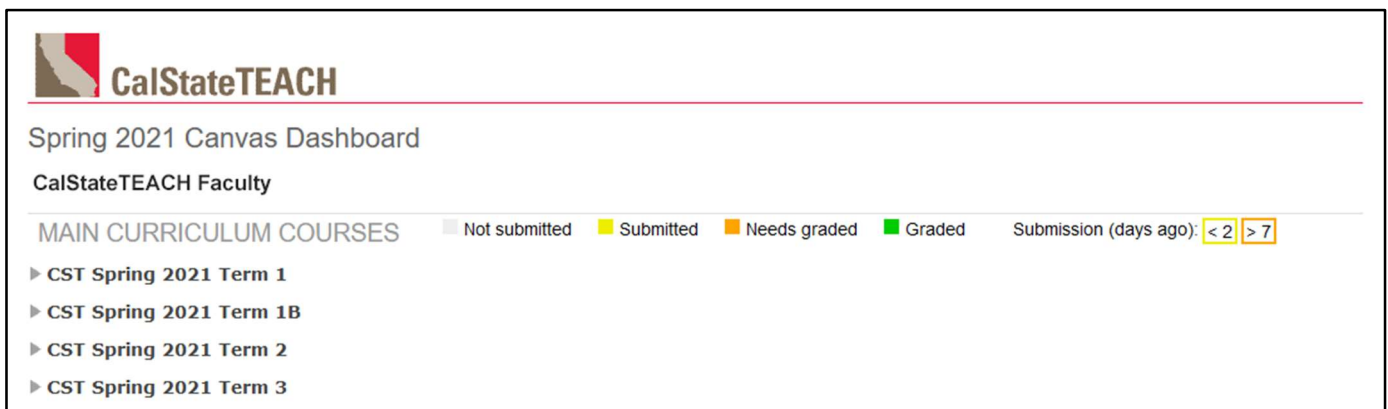 CalStateTEACH
Spring 2021 Canvas Dashboard
CalStateTEACH Faculty
MAIN CURRICULUM COURSES Not submitted Submitted Needs graded Graded Submission (days ago): < 2 > 7
CST Spring 2021 Term 1
CST Spring 2021 Term 1B
CST Spring 2021 Term 2
CST Spring 2021 Term 3